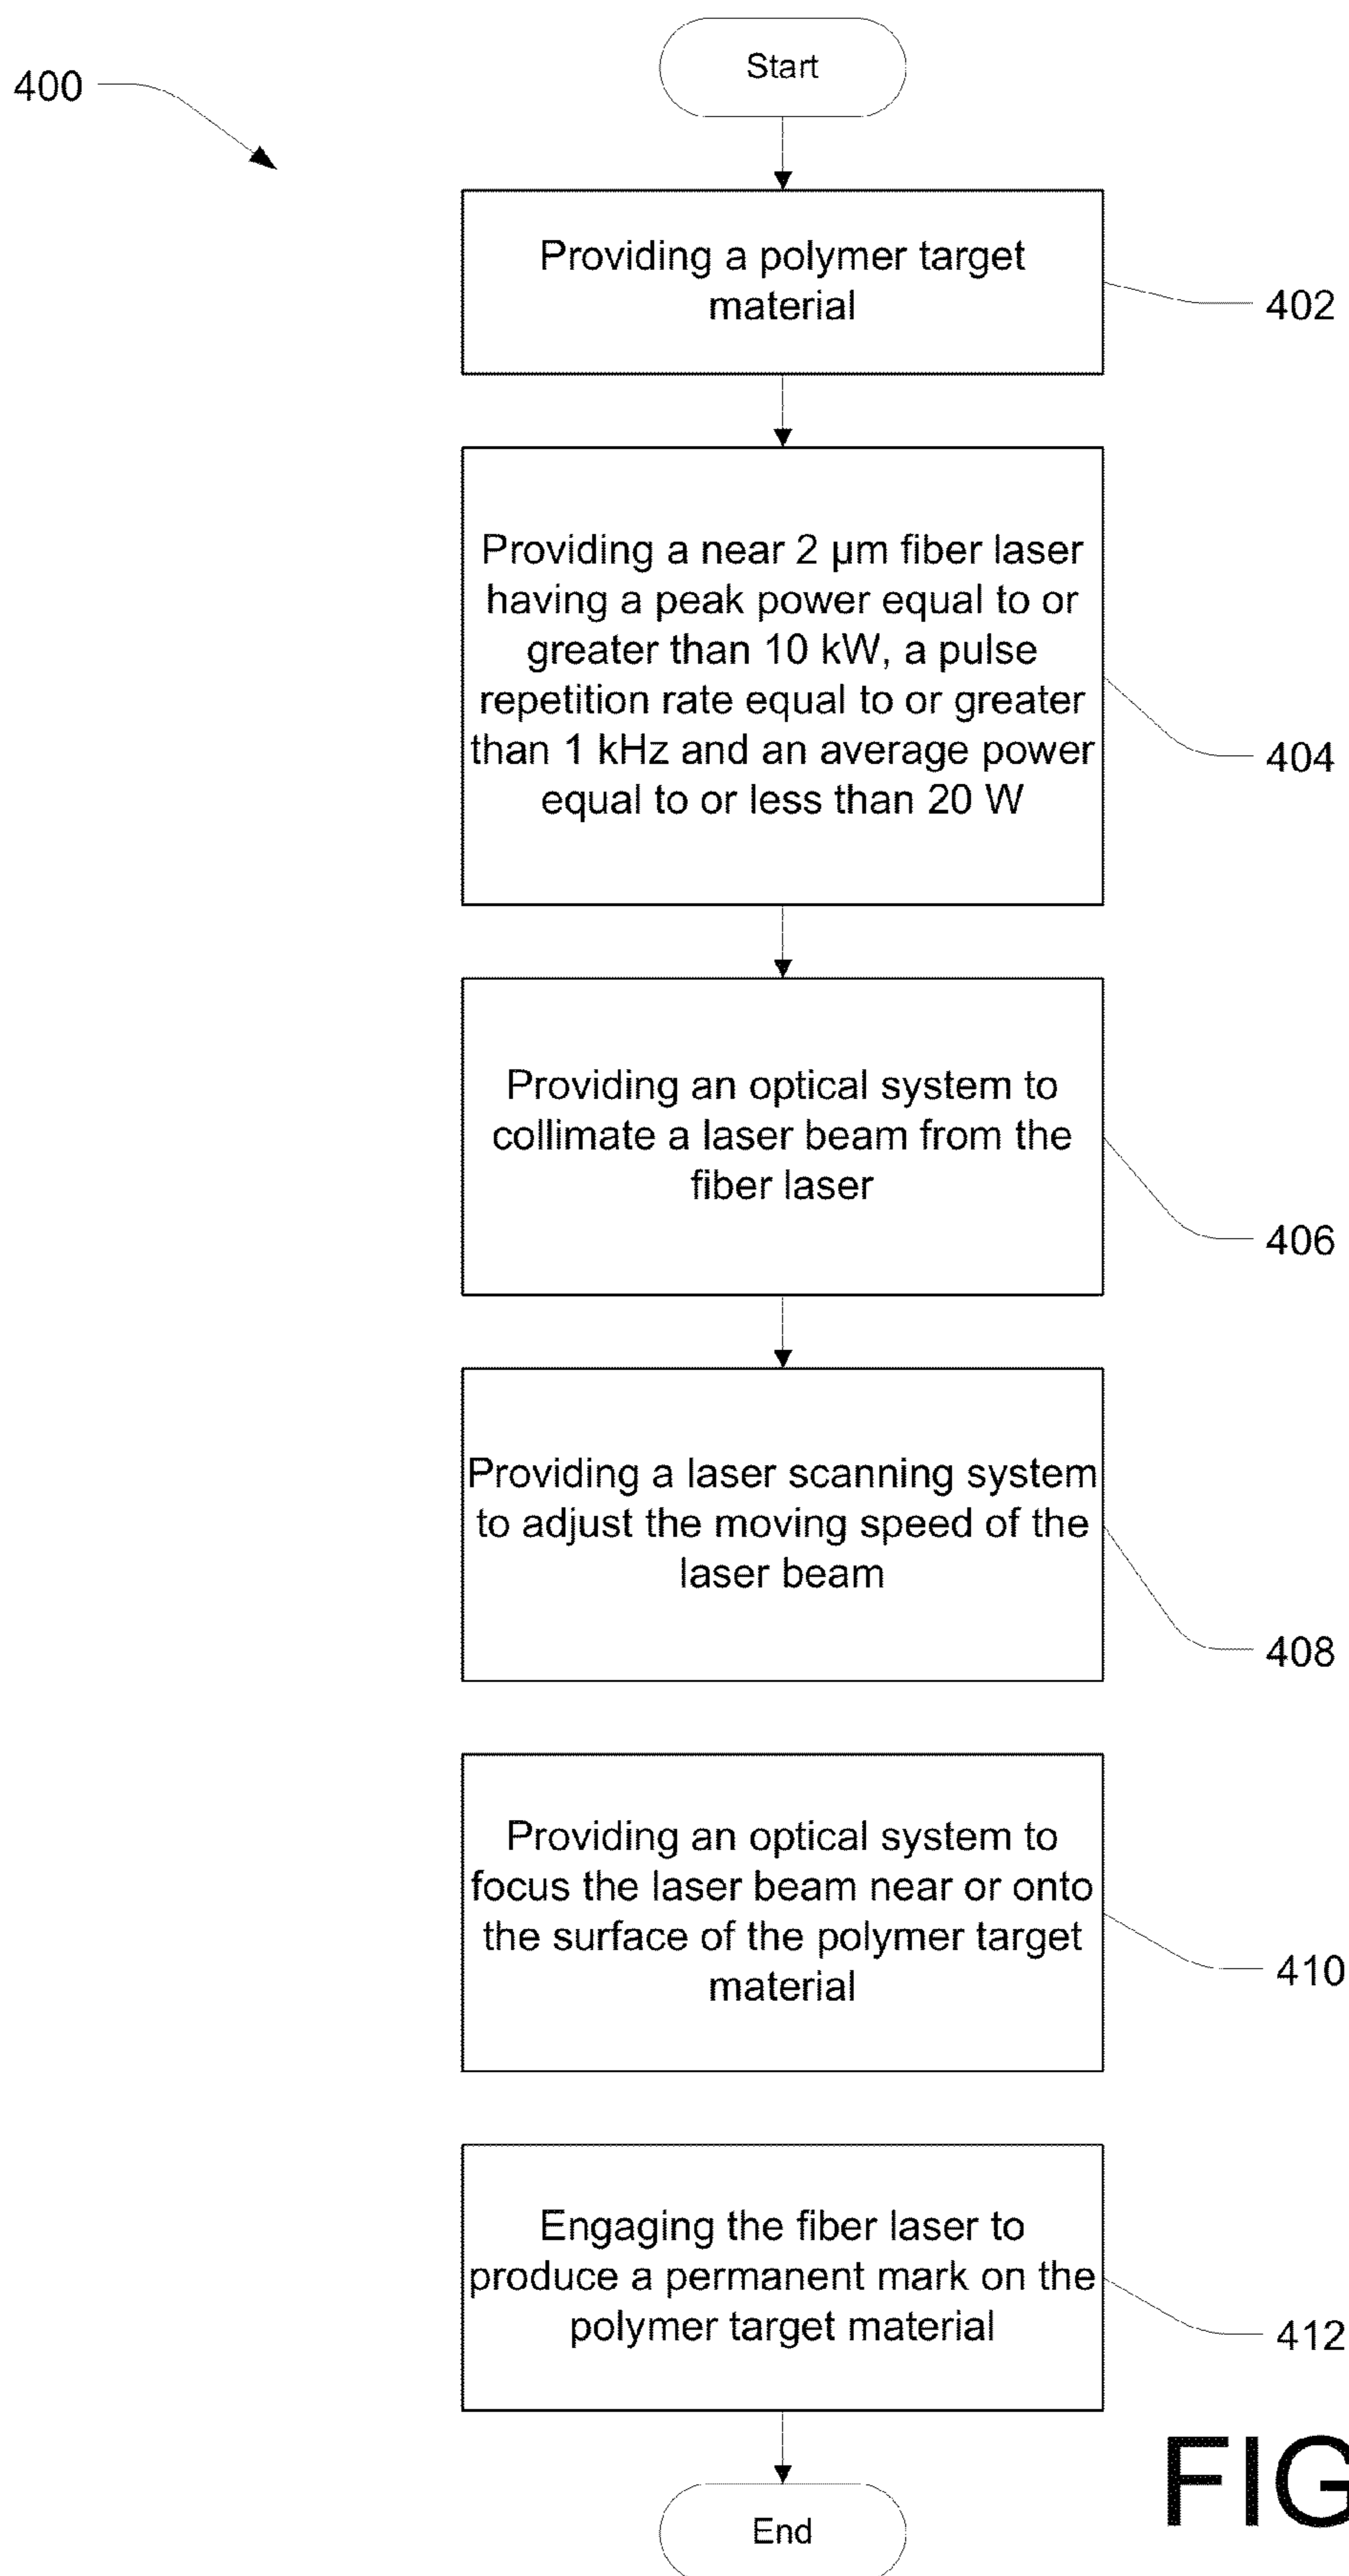 Start
400
Providing a polymer target
material
402
Providing a near 2 µm fiber laser
having a peak power equal to or
greater than 10 kW, a pulse
repetition rate equal to or greater
than 1 kHz and an average power
equal to or less than 20 W
404
Providing an optical system to
collimate a laser beam from the
fiber laser
406
Providing a laser scanning system
to adjust the moving speed of the
laser beam
408
Providing an optical system to
focus the laser beam near or onto
the surface of the polymer target
material
410
Engaging the fiber laser to
produce a permanent mark on the
polymer target material
412
FIG
End